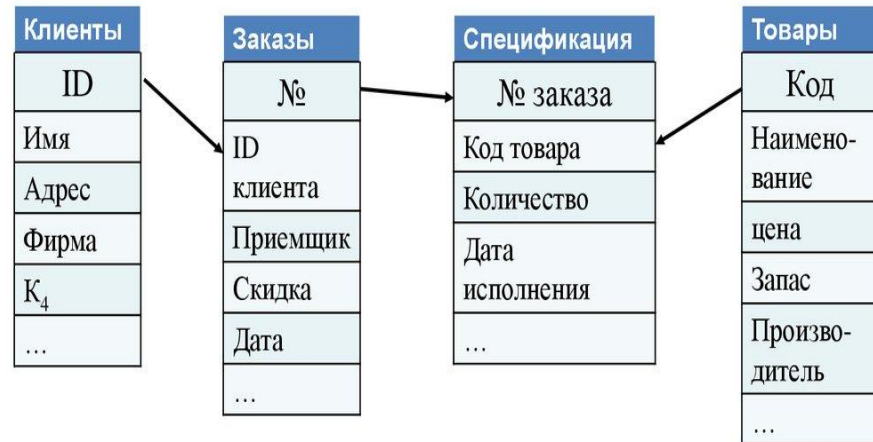 Клиенты
ID
Имя
Адрес
Фирма
К₄
...
Заказы
№
ID
клиента
Приемщик
Скидка
Дата
...
Спецификация
№ заказа
Код товара
Количество
Дата
исполнения
...
Товары
Код
Наимено-
вание
цена
Запас
Произво-
дитель
...